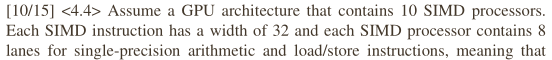 [10/15] <4.4> Assume a GPU architecture that contains 10 SIMD processors.
Each SIMD instruction has a width of 32 and each SIMD processor contains 8
lanes for single-precision arithmetic and load/store instructions, meaning that